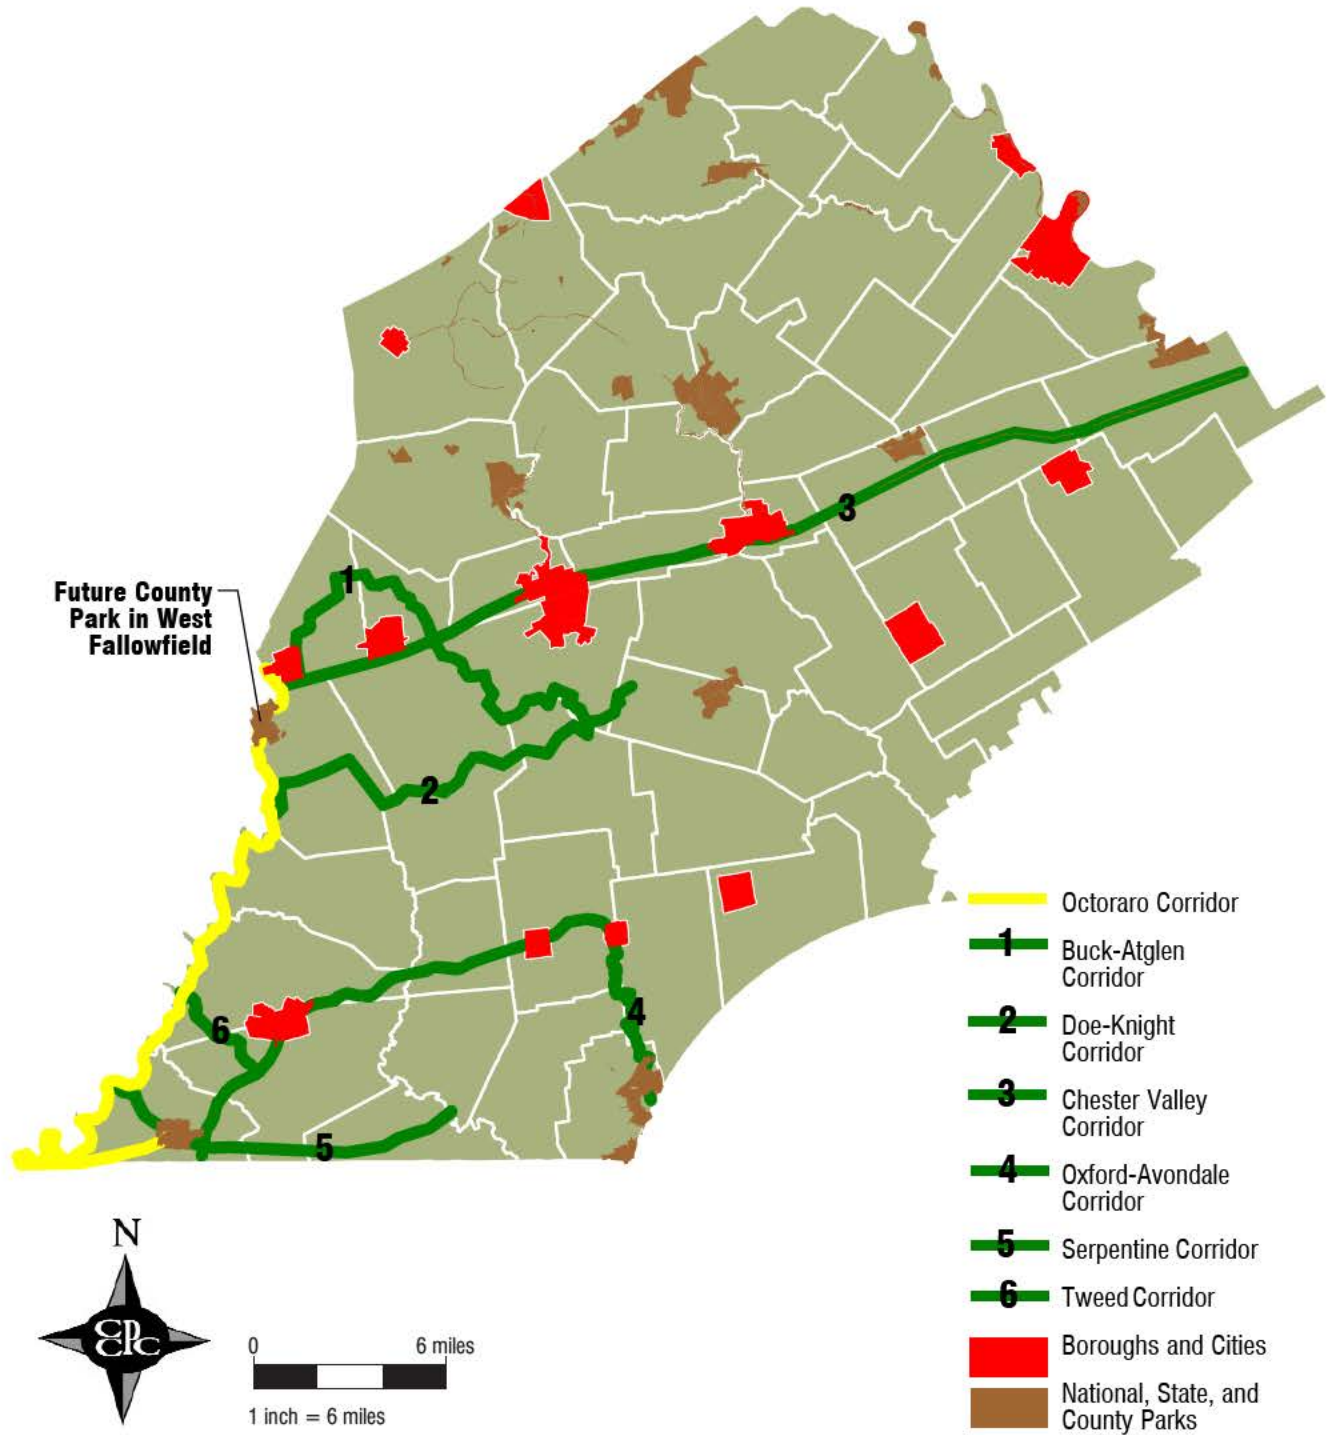 3
1
Future County
Park in West
Fallowfield
2
4
6
5
Octoraro Corridor
1 Buck-Atglen
Corridor
2 Doe-Knight
Corridor
3 Chester Valley
Corridor
4 Oxford-Avondale
Corridor
5 Serpentine Corridor
6 Tweed Corridor
Boroughs and Cities
National, State, and
County Parks
N
CCPC
0 6 miles
1 inch = 6 miles